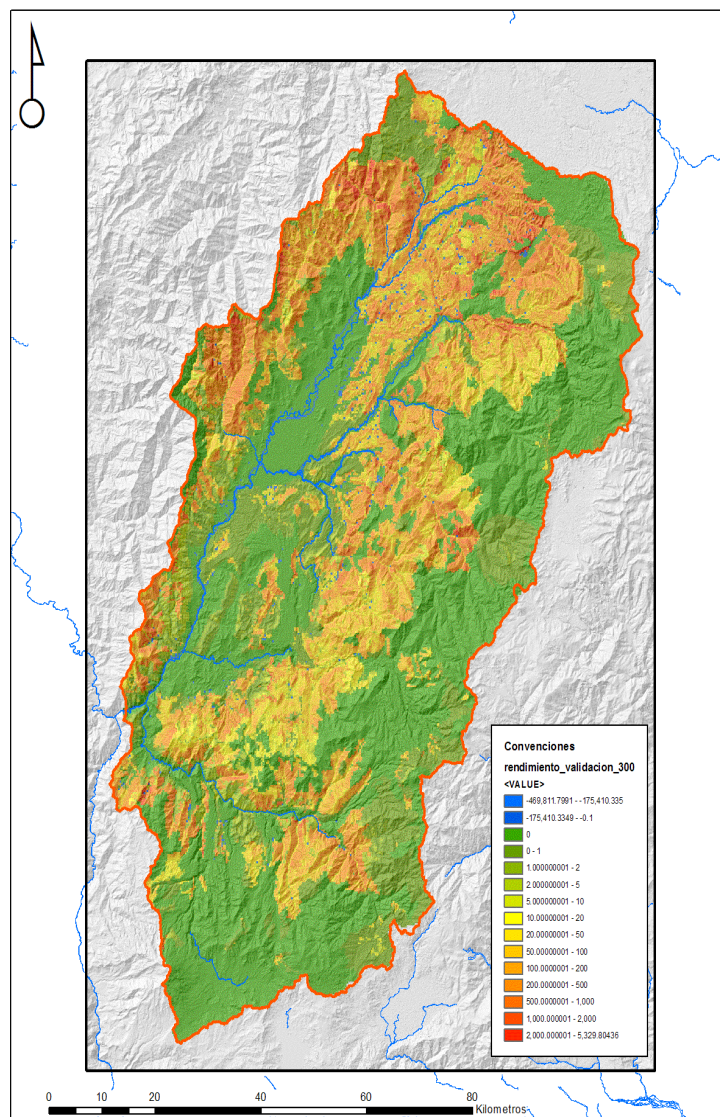 Convenciones
rendimiento_validacion_300
<VALUE>
-469,811.7991 - -175,410.335
-175,410.3349 - -0.1
0
0 - 1
1.000000001 - 2
2.00000001 - 5
5.00000001 - 10
10.00000001 - 20
20.00000001 - 50
50.0000001 - 100
100.0000001 - 200
200.0000001 - 500
500.0000001 - 1,000
1,000.000001 - 2,000
2,000.000001 - 5,329.80436
0 10 20 40 60 80 Kilometros